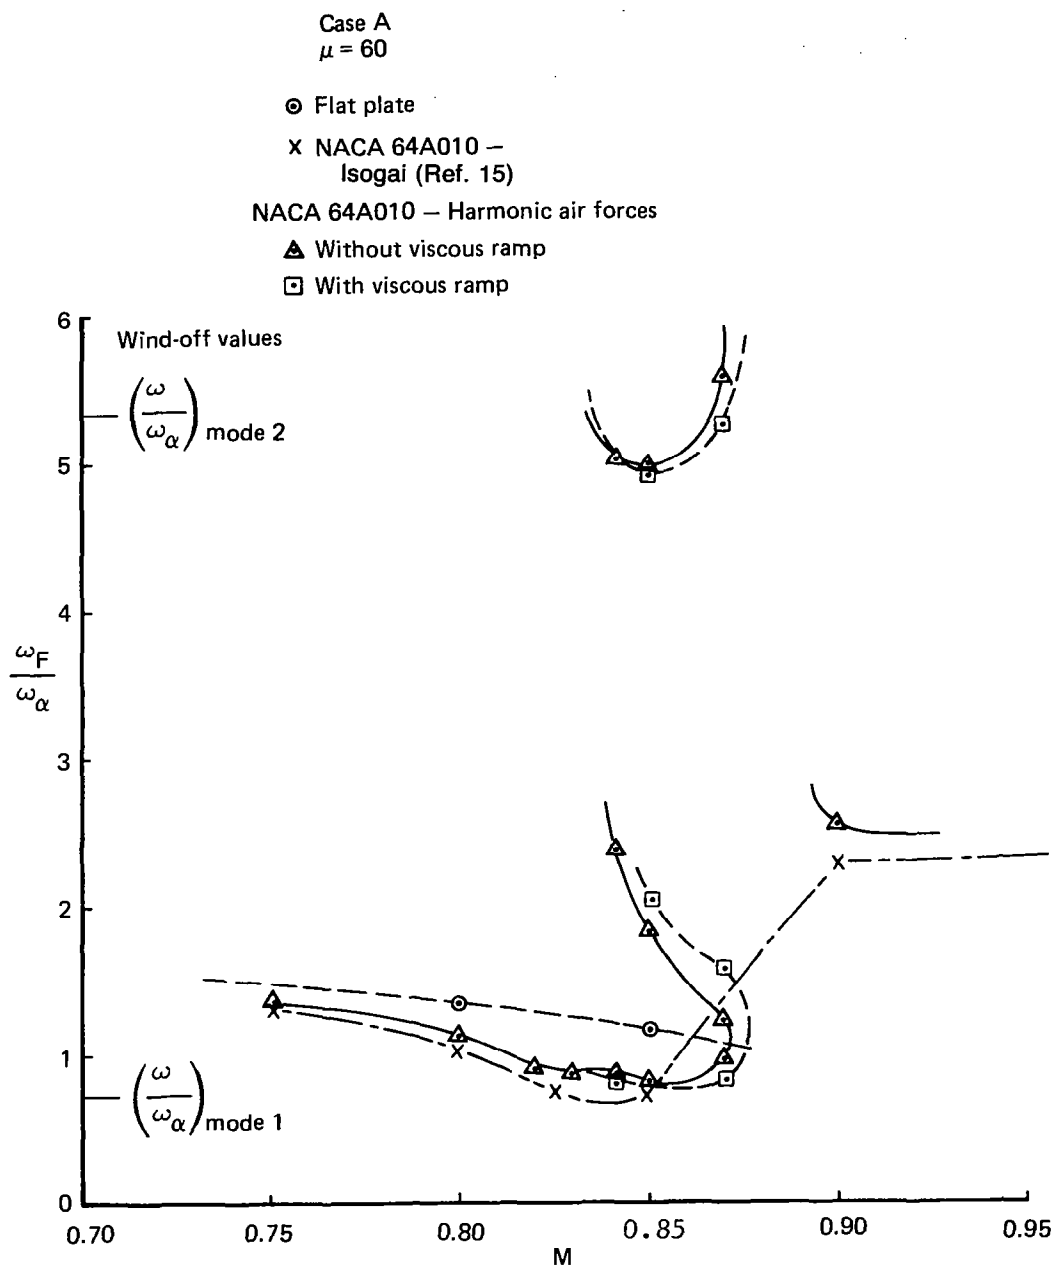 Case A
μ = 60
Flat plate
NACA 64A010 –
Isogai (Ref. 15)
NACA 64A010 – Harmonic air forces
Without viscous ramp
With viscous ramp
6
Wind-off values
(ω/ωα) mode 2
5
4
ωF/ωα
3
2
1
(ω/ωα) mode 1
0
0.70
0.75
0.80
0.85
0.90
0.95
M